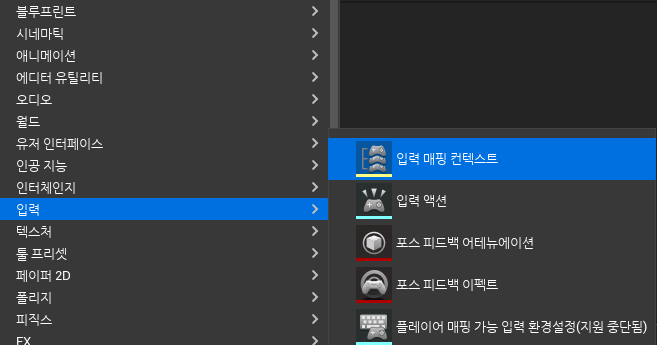 블루프린트
시네마틱
애니메이션
에디터 유틸리티
오디오
월드
유저 인터페이스
인공 지능
인터체인지
입력
텍스처
툴 프리셋
페이퍼 2D
폴리지
피직스
FX
입력 매핑 컨텍스트
입력 액션
포스 피드백 어테뉴에이션
포스 피드백 이펙트
플레이어 매핑 가능 입력 환경설정(지원 중단됨)